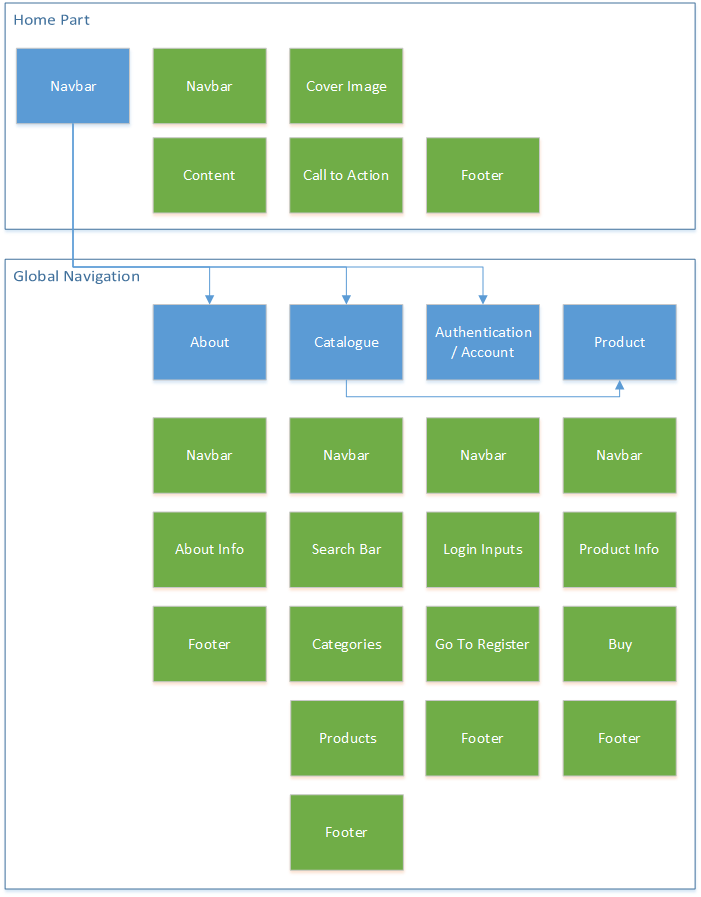 Home Part
Navbar
Navbar
Cover Image
Content
Call to Action
Footer
Global Navigation
About
Catalogue
Authentication
/ Account
Product
Navbar
Navbar
Navbar
Navbar
About Info
Search Bar
Login Inputs
Product Info
Footer
Categories
Go To Register
Buy
Products
Footer
Footer
Footer